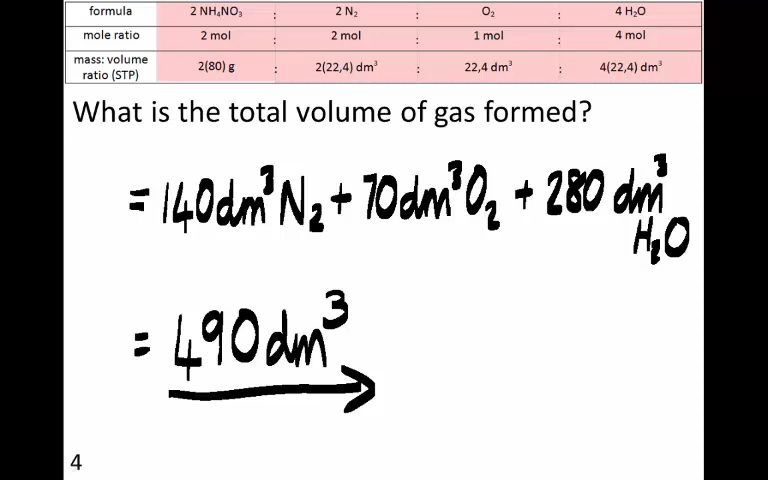 formula 2 NH₄NO₃ : 2 N₂ : O₂ : 4 H₂O
mole ratio 2 mol : 2 mol : 1 mol : 4 mol
mass: volume ratio (STP) 2(80) g : 2(22,4) dm³ : 22,4 dm³ : 4(22,4) dm³
What is the total volume of gas formed?
= 140dm³ N₂ + 70dm³ O₂ + 280 dm³
H₂O
= 490dm³
4